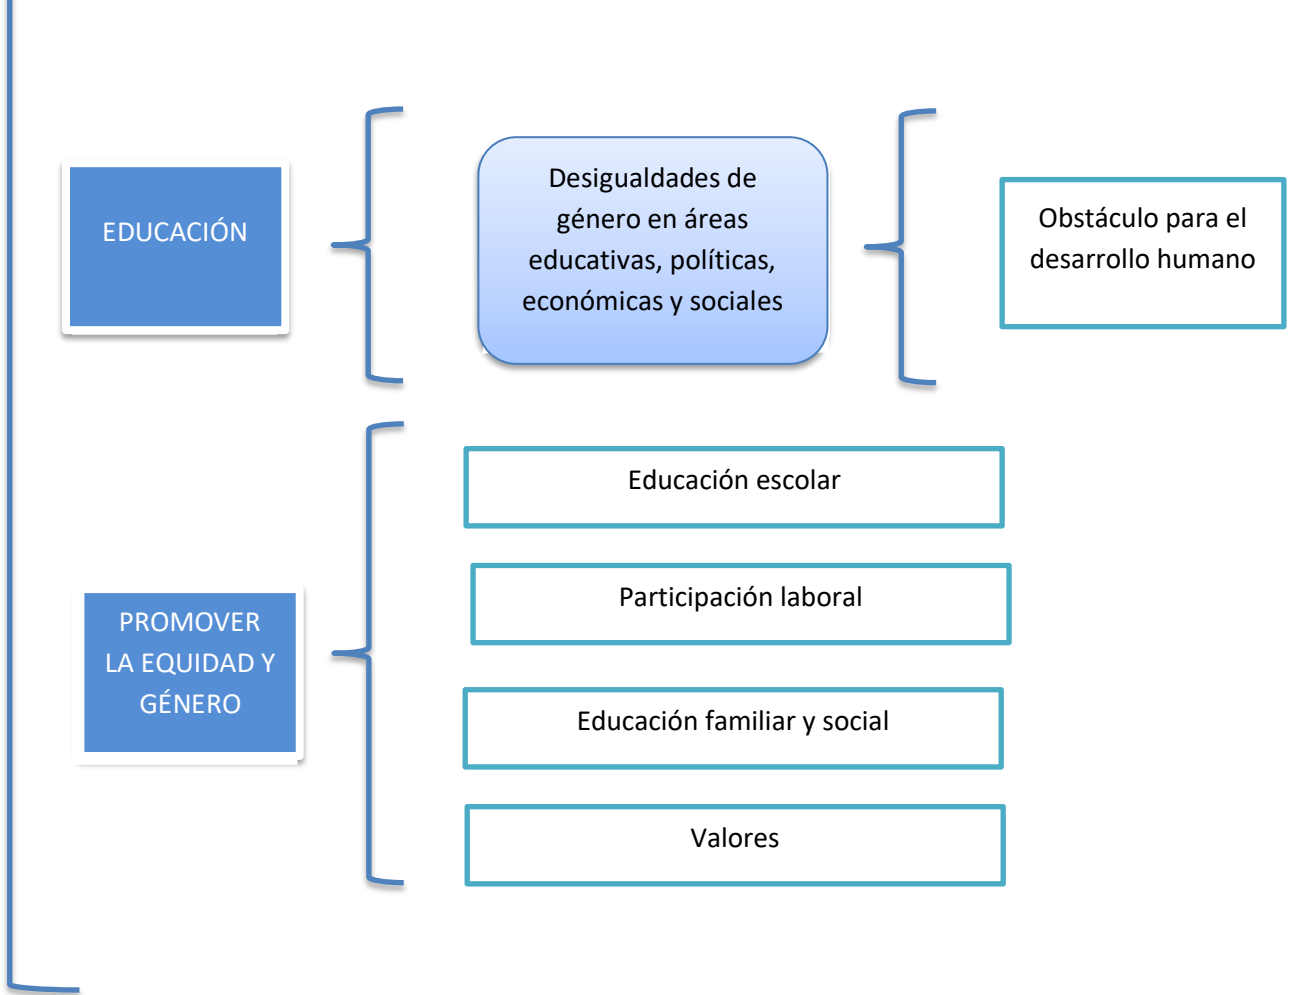 EDUCACIÓN
Desigualdades de
género en áreas
educativas, políticas,
económicas y sociales
Obstáculo para el
desarrollo humano
PROMOVER
LA EQUIDAD Y
GÉNERO
Educación escolar
Participación laboral
Educación familiar y social
Valores